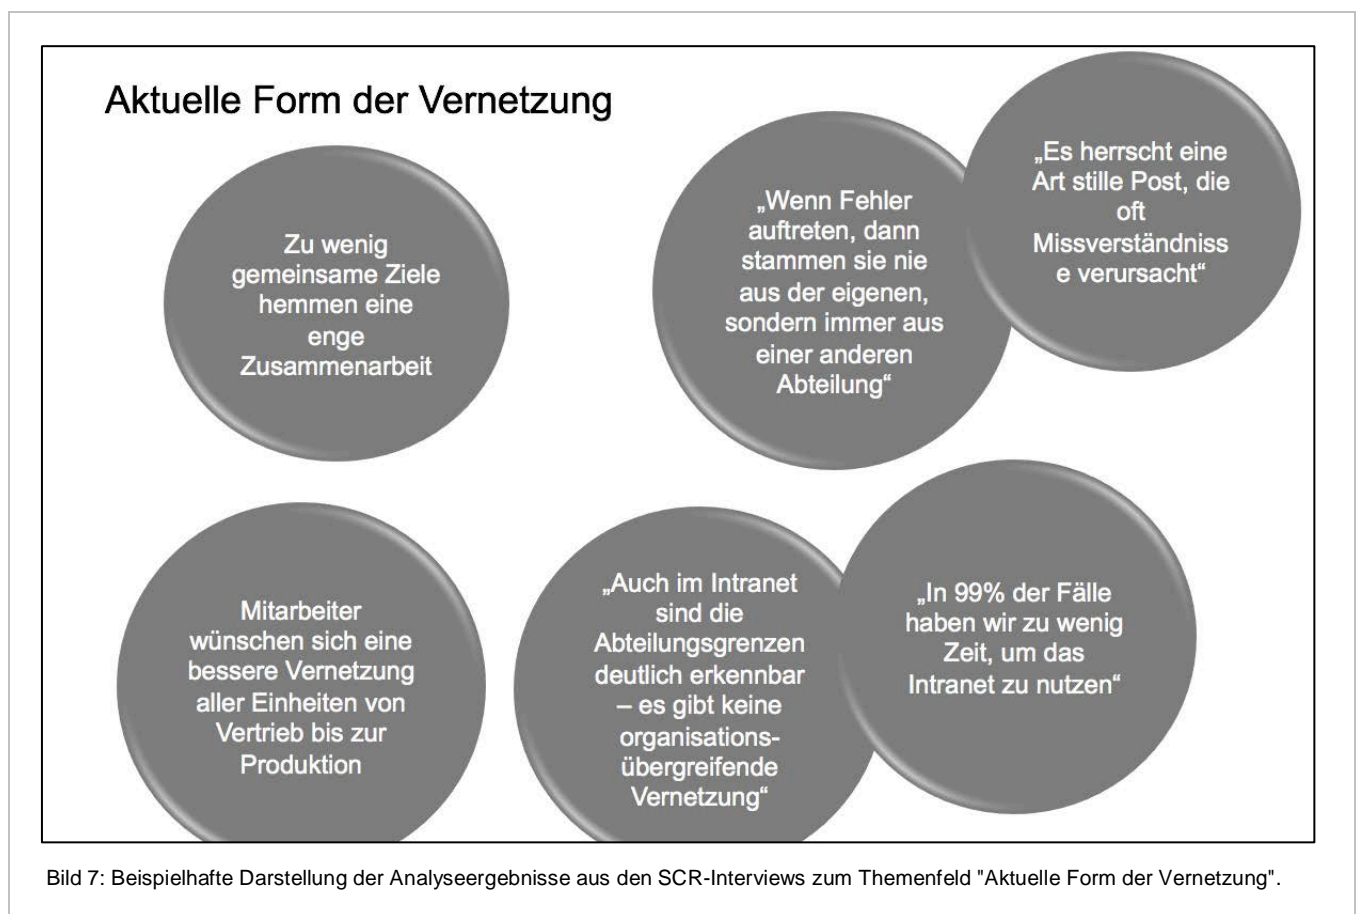 Aktuelle Form der Vernetzung
Zu wenig
gemeinsame Ziele
hemmen eine
enge
Zusammenarbeit
„Wenn Fehler
auftreten, dann
stammen sie nie
aus der eigenen,
sondern immer aus
einer anderen
Abteilung“
„Es herrscht eine
Art stille Post, die
oft
Missverständniss
e verursacht“
Mitarbeiter
wünschen sich eine
bessere Vernetzung
aller Einheiten von
Vertrieb bis zur
Produktion
„Auch im Intranet
sind die
Abteilungsgrenzen
deutlich erkennbar
– es gibt keine
organisations-
übergreifende
Vernetzung“
„In 99% der Fälle
haben wir zu wenig
Zeit, um das
Intranet zu nutzen“
Bild 7: Beispielhafte Darstellung der Analyseergebnisse aus den SCR-Interviews zum Themenfeld "Aktuelle Form der Vernetzung".